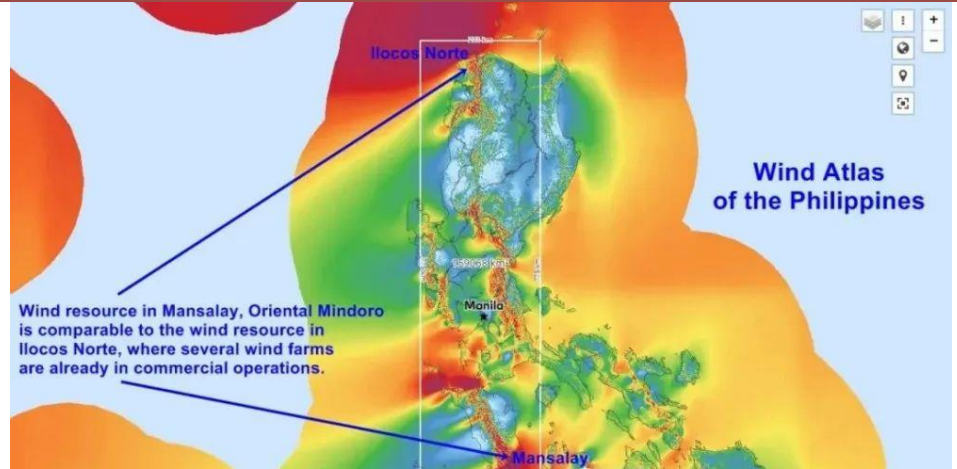 Ilocos Norte
Wind Atlas
of the Philippines
Wind resource in Mansalay, Oriental Mindoro
is comparable to the wind resource in
Ilocos Norte, where several wind farms
are already in commercial operations.
Manila
Mansalay